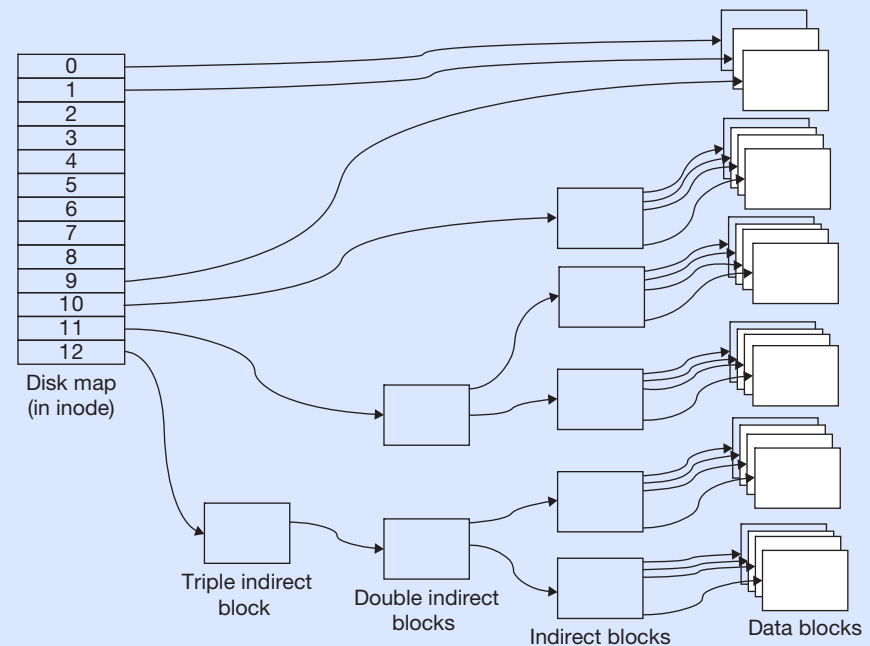 0
1
2
3
4
5
6
7
8
9
10
11
12
Disk map
(in inode)
Triple indirect
block
Double indirect
blocks
Indirect blocks
Data blocks